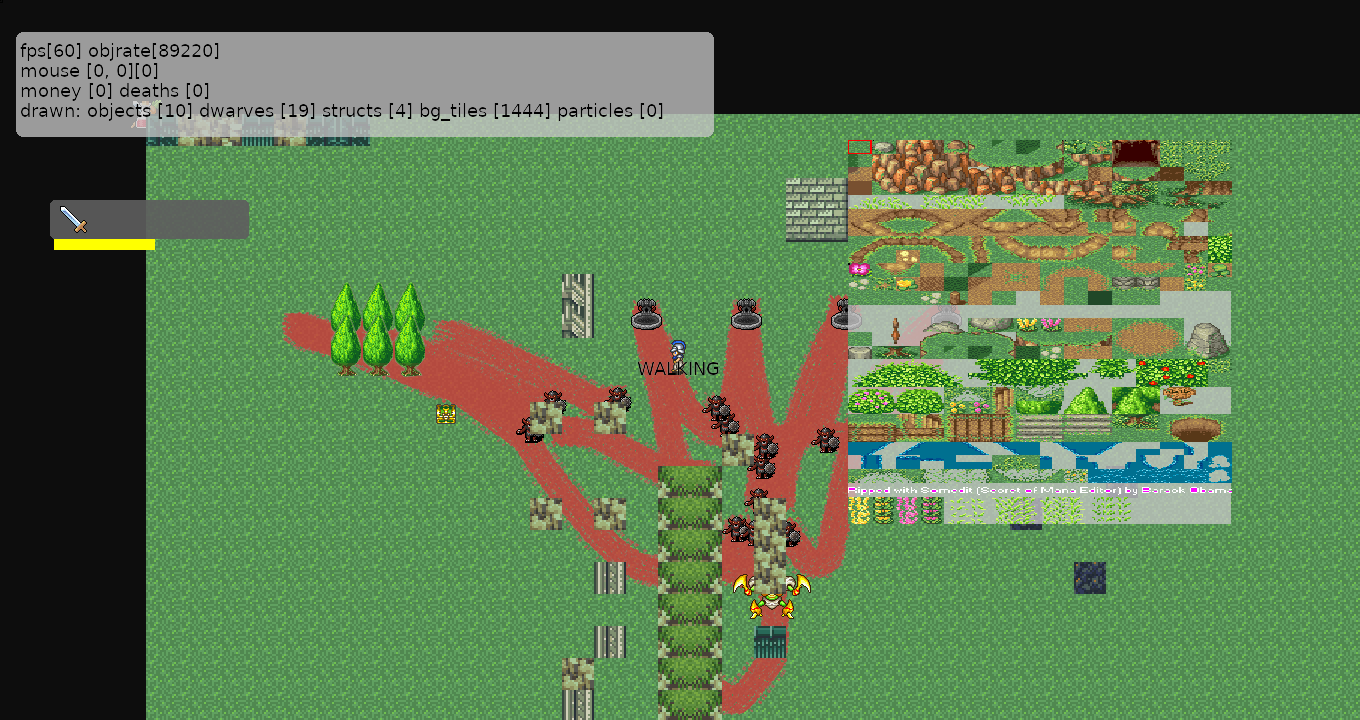 fps[60] objrate[89220]
mouse [0, 0][0]
money [0] deaths [0]
drawn: objects [10] dwarves [19] structs [4] bg_tiles [1444] particles [0]
WALKING
Ripped with Somedit (Secret of Mana Editor) by Barack Obama